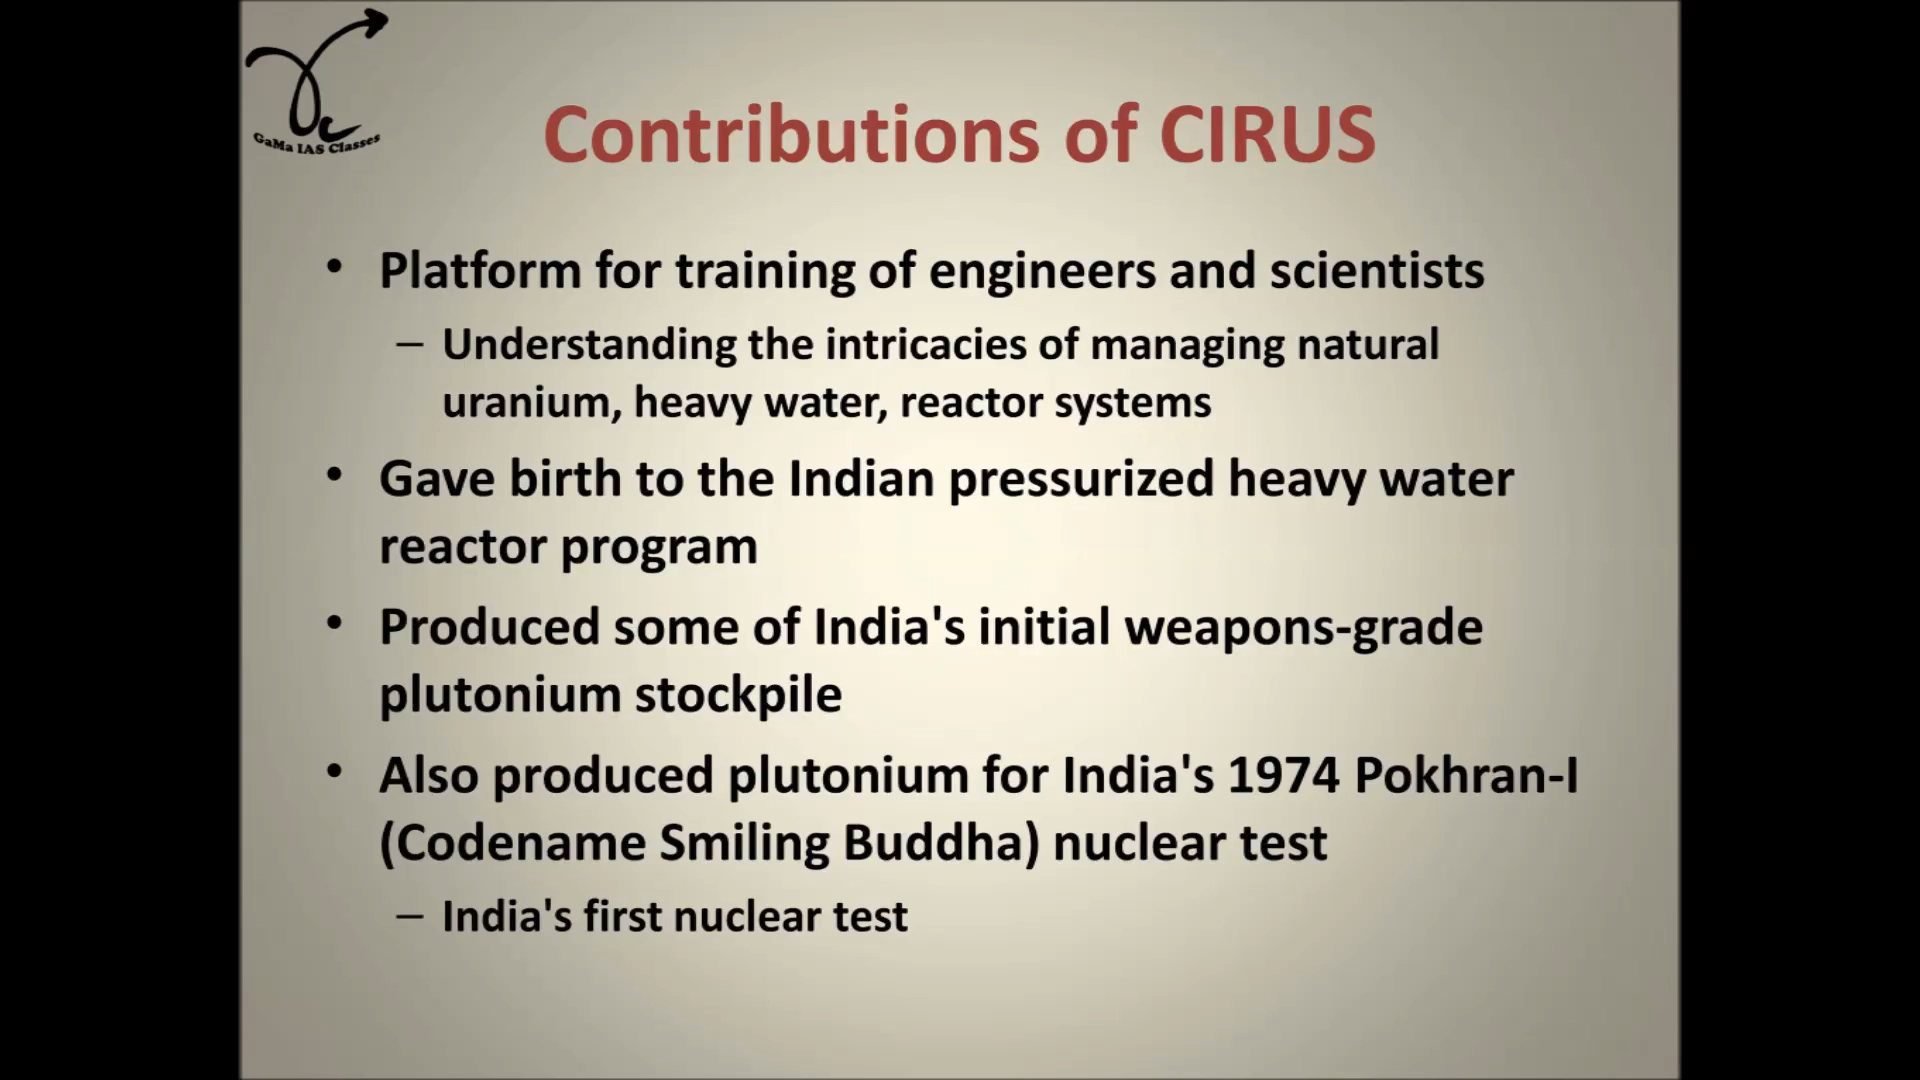 GaMa IAS Classes
Contributions of CIRUS
• Platform for training of engineers and scientists
– Understanding the intricacies of managing natural
uranium, heavy water, reactor systems
• Gave birth to the Indian pressurized heavy water
reactor program
• Produced some of India's initial weapons-grade
plutonium stockpile
• Also produced plutonium for India's 1974 Pokhran-I
(Codename Smiling Buddha) nuclear test
– India's first nuclear test